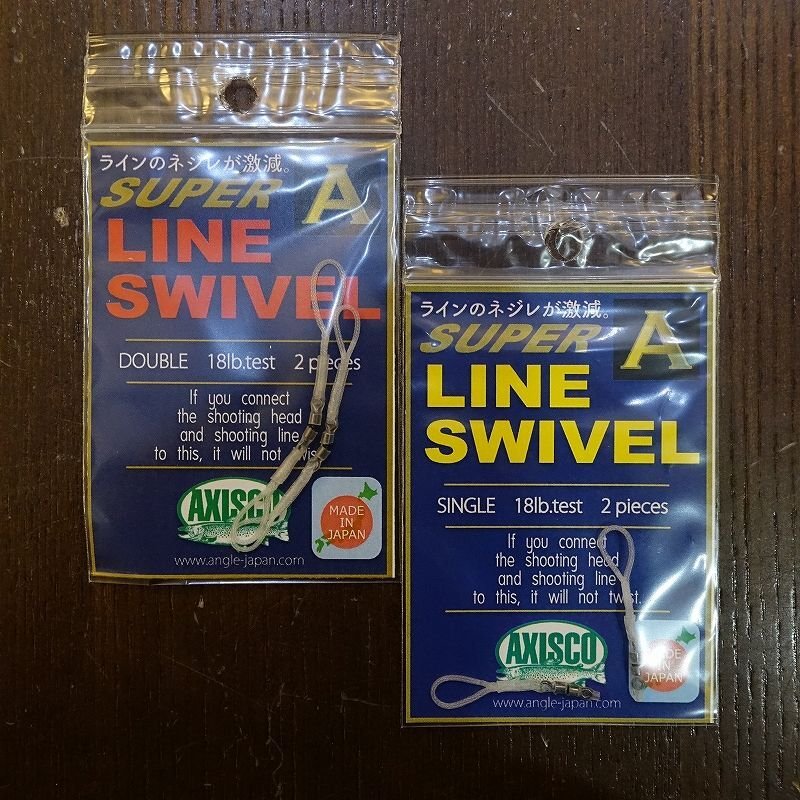 ラインのネジレが激減。
SUPER A
LINE
SWIVEL
DOUBLE 18lb.test 2 pieces
If you connect
the shooting head
and shooting line
to this, it will not twist.
AXISCO
MADE
IN
JAPAN
www.angle-japan.com
ラインのネジレが激減。
SUPER A
LINE
SWIVEL
SINGLE 18lb.test 2 pieces
If you connect
the shooting head
and shooting line
to this, it will not twist.
AXISCO
MADE
IN
JAPAN
www.angle-japan.com